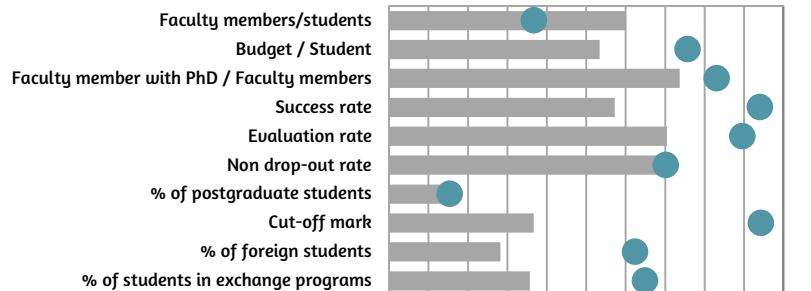 Faculty members/students
Budget / Student
Faculty member with PhD / Faculty members
Success rate
Evaluation rate
Non drop-out rate
% of postgraduate students
Cut-off mark
% of foreign students
% of students in exchange programs